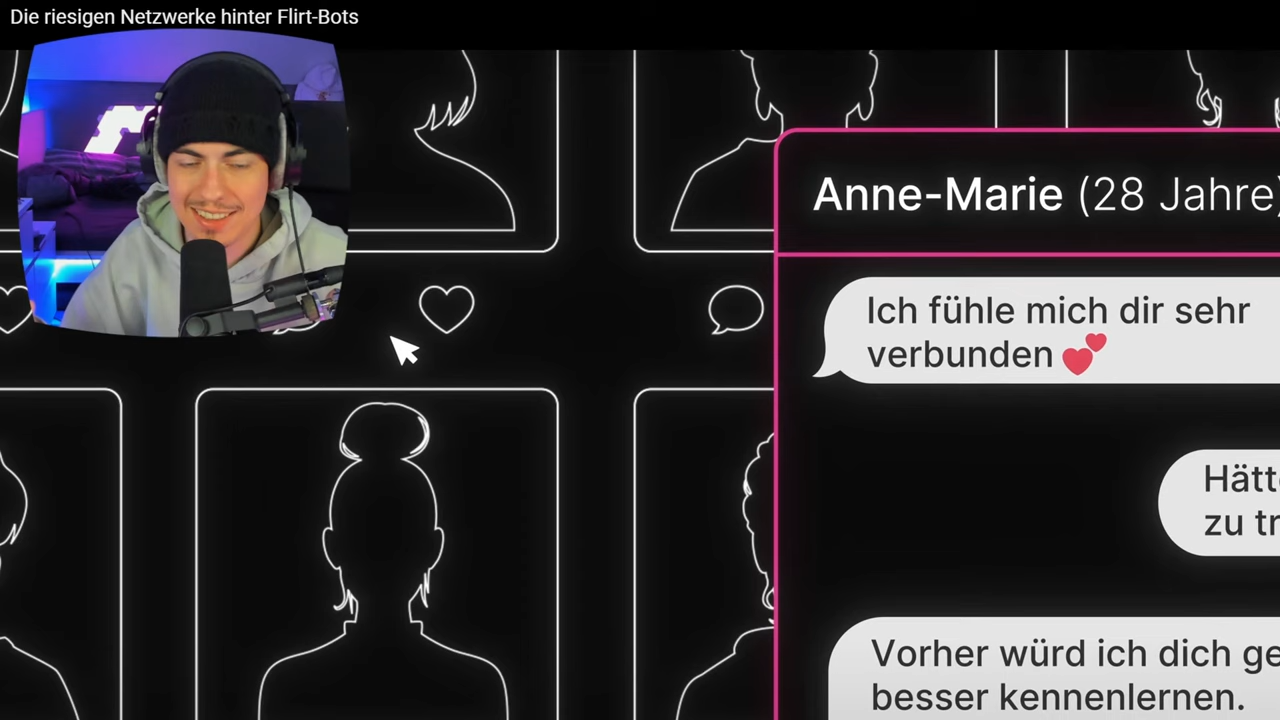 Die riesigen Netzwerke hinter Flirt-Bots
Anne-Marie (28 Jahre)
Ich fühle mich dir sehr
verbunden 💕
zu
Vorher würd ich dich
besser kennenlernen.